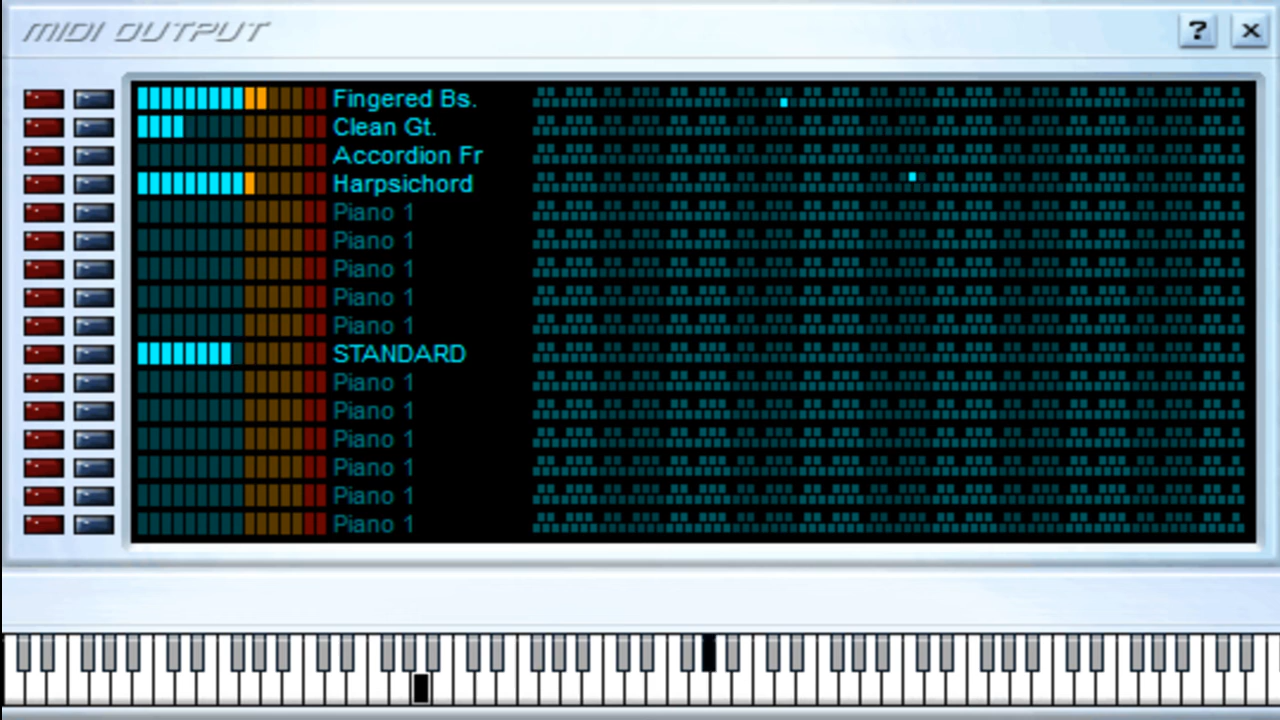 MIDI OUTPUT
? ×
Fingered Bs.
Clean Gt.
Accordion Fr
Harpsichord
Piano 1
Piano 1
Piano 1
Piano 1
Piano 1
STANDARD
Piano 1
Piano 1
Piano 1
Piano 1
Piano 1
Piano 1